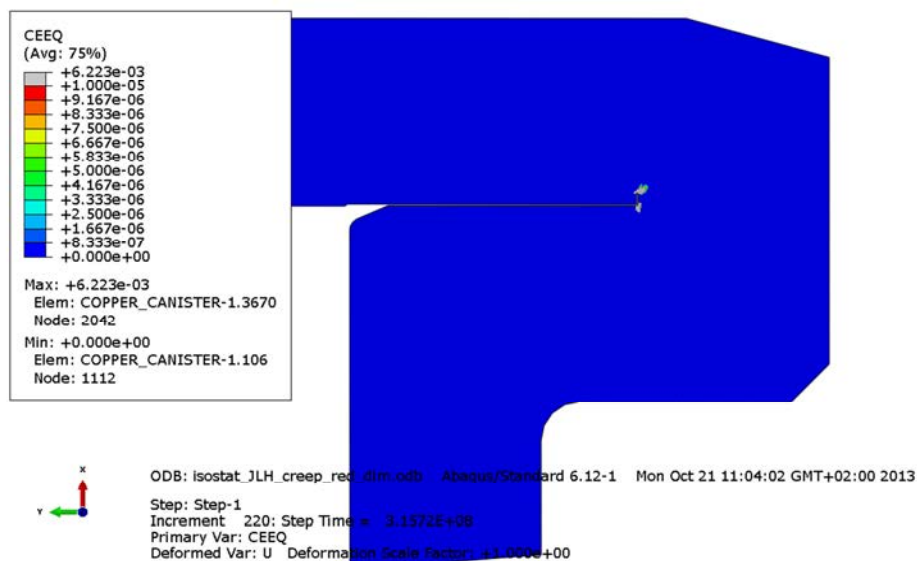 CEEQ
(Avg: 75%)
+6.223e-03
+1.000e-05
+9.167e-06
+8.333e-06
+7.500e-06
+6.667e-06
+5.833e-06
+5.000e-06
+4.167e-06
+3.333e-06
+2.500e-06
+1.667e-06
+8.333e-07
+0.000e+00
Max: +6.223e-03
Elem: COPPER_CANISTER-1.3670
Node: 2042
Min: +0.000e+00
Elem: COPPER_CANISTER-1.106
Node: 1112
X
Y
ODB: isostat_JLH_creep_red_dim.odb Abaqus/Standard 6.12-1 Mon Oct 21 11:04:02 GMT+02:00 2013
Step: Step-1
Increment 220: Step Time = 3.1572E+08
Primary Var: CEEQ
Deformed Var: U Deformation Scale Factor: +1.000e+00